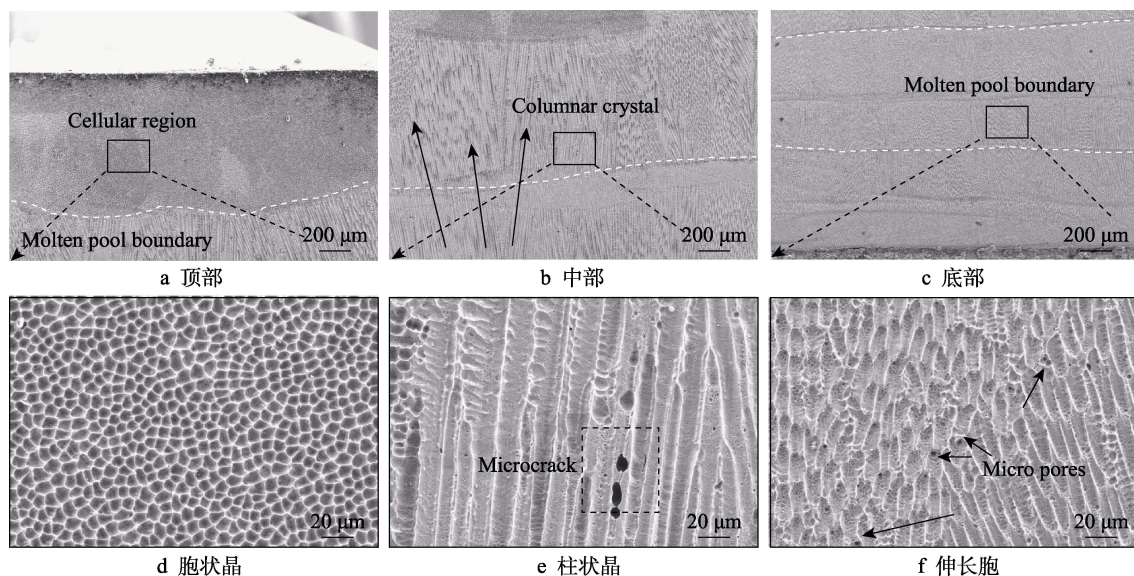 Cellular region
Molten pool boundary
200 μm
a 顶部
Columnar crystal
200 μm
b 中部
Molten pool boundary
200 μm
c 底部
20 μm
d 胞状晶
Microcrack
20 μm
e 柱状晶
Micro pores
20 μm
f 伸长胞